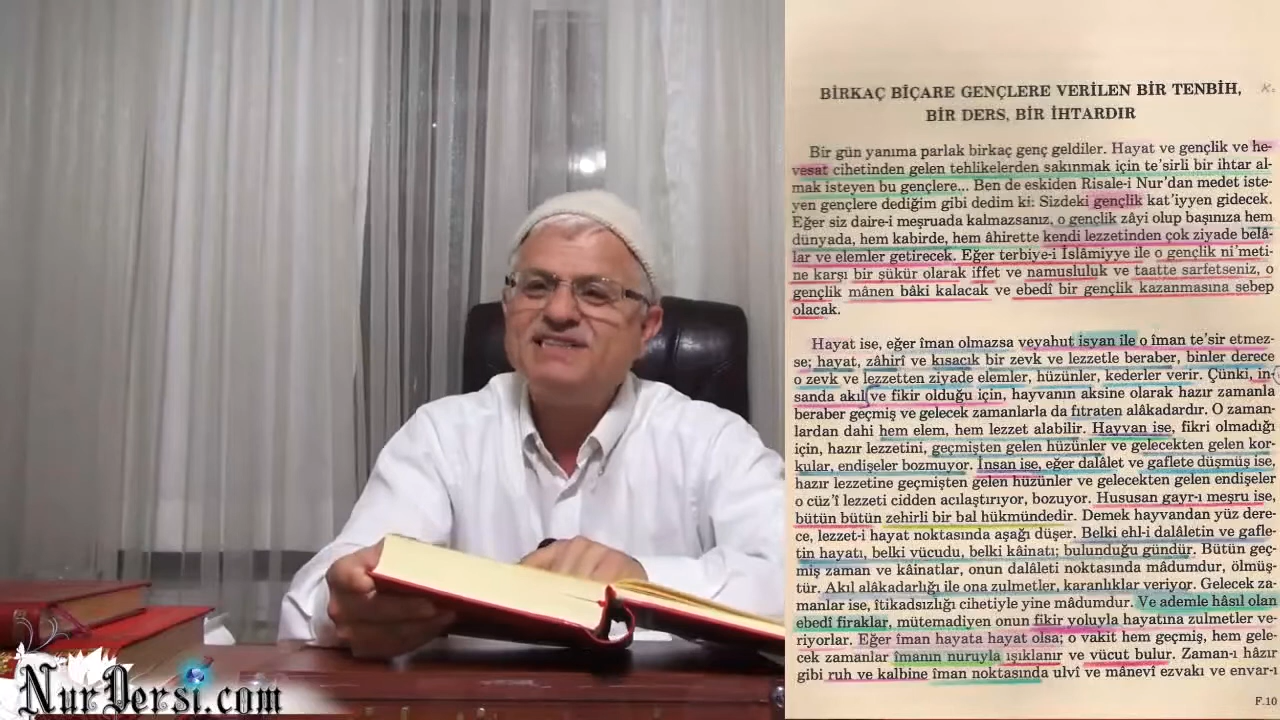 BİRKAÇ BİÇARE GENÇLERE VERİLEN BİR TENBİH,
BİR DERS, BİR İHTARDIR
Bir gün yanıma parlak birkaç genç geldiler. Hayat ve gençlik ve he-
vesat cihetinden gelen tehlikelerden sakınmak için te'sirli bir ihtar al-
mak isteyen bu gençlere... Ben de eskiden Risale-i Nur'dan medet iste-
yen gençlere dediğim gibi dedim ki: Sizdeki gençlik kat'iyyen gidecek.
Eğer siz daire-i meşruada kalmazsanız, o gençlik zâyi olup başınıza hem
dünyada, hem kabirde, hem âhirette kendi lezzetinden çok ziyade belâ-
lar ve elemler getirecek. Eğer terbiye-i İslâmiyye ile o gençlik ni'meti-
ne karşı bir şükür olarak iffet ve namusluluk ve taatte sarfetseniz, o
gençlik mânen bâki kalacak ve ebedî bir gençlik kazanmasına sebep
olacak.
Hayat ise, eğer îman olmazsa veyahut isyan ile o îman te'sir etmez-
se; hayat, zâhirî ve kısacık bir zevk ve lezzetle beraber, binler derece
o zevk ve lezzetten ziyade elemler, hüzünler, kederler verir. Çünki, in-
sanda akıl ve fikir olduğu için, hayvanın aksine olarak hazır zamanla
beraber geçmiş ve gelecek zamanlarla da fıtraten alâkadardır. O zaman-
lardan dahi hem elem, hem lezzet alabilir. Hayvan ise, fikri olmadığı
için, hazır lezzetini, geçmişten gelen hüzünler ve gelecekten gelen kor-
kular, endişeler bozmuyor. İnsan ise, eğer dalâlet ve gaflete düşmüş ise,
hazır lezzetine geçmişten gelen hüzünler ve gelecekten gelen endişeler
o cüz'î lezzeti cidden acılaştırıyor, bozuyor. Hususan gayr-ı meşru ise,
bütün bütün zehirli bir bal hükmündedir. Demek hayvandan yüz dere-
ce, lezzet-i hayat noktasında aşağı düşer. Belki ehl-i dalâletin ve gafle-
tin hayatı, belki vücudu, belki kâinatı; bulunduğu gündür. Bütün geç-
miş zaman ve kâinatlar, onun dalâleti noktasında mâdumdur, ölmüş-
tür. Akıl alâkadarlığı ile ona zulmetler, karanlıklar veriyor. Gelecek za-
manlar ise, îtikadsızlığı cihetiyle yine mâdumdur. Ve ademle hâsıl olan
ebedî firaklar, mütemadiyen onun fikir yoluyla hayatına zulmetler ve-
riyorlar. Eğer îman hayata hayat olsa; o vakit hem geçmiş, hem gele-
cek zamanlar îmanın nuruyla ışıklanır ve vücut bulur. Zaman-ı hâzır
gibi ruh ve kalbine îman noktasında ulvî ve mânevî ezvakı ve envar-ı
F.10
NurDersi.com